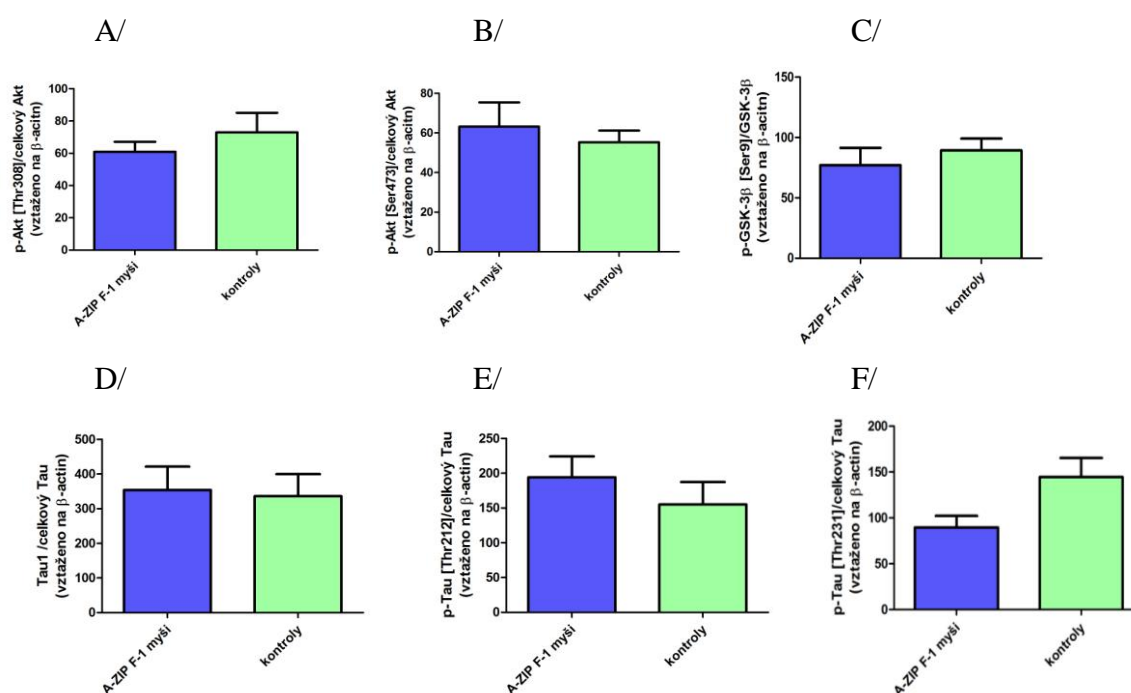 A/
B/
C/
p-Akt [Thr308]/celkový Akt
(vztaženo na β-acitn)
100
80
60
40
20
0
A-ZIP F-1 myši
kontroly
p-Akt [Ser473]/celkový Akt
(vztaženo na β-acitn)
80
60
40
20
0
A-ZIP F-1 myši
kontroly
p-GSK-3β [Ser9]/GSK-3β
(vztaženo na β-acitn)
150
100
50
0
A-ZIP F-1 myši
kontroly
D/
E/
F/
Tau1 /celkový Tau
(vztaženo na β-actin)
500
400
300
200
100
0
A-ZIP F-1 myši
kontroly
p-Tau [Thr212]/celkový Tau
(vztaženo na β-actin)
250
200
150
100
50
0
A-ZIP F-1 myši
kontroly
p-Tau [Thr231]/celkový Tau
(vztaženo na β-actin)
200
150
100
50
0
A-ZIP F-1 myši
kontroly